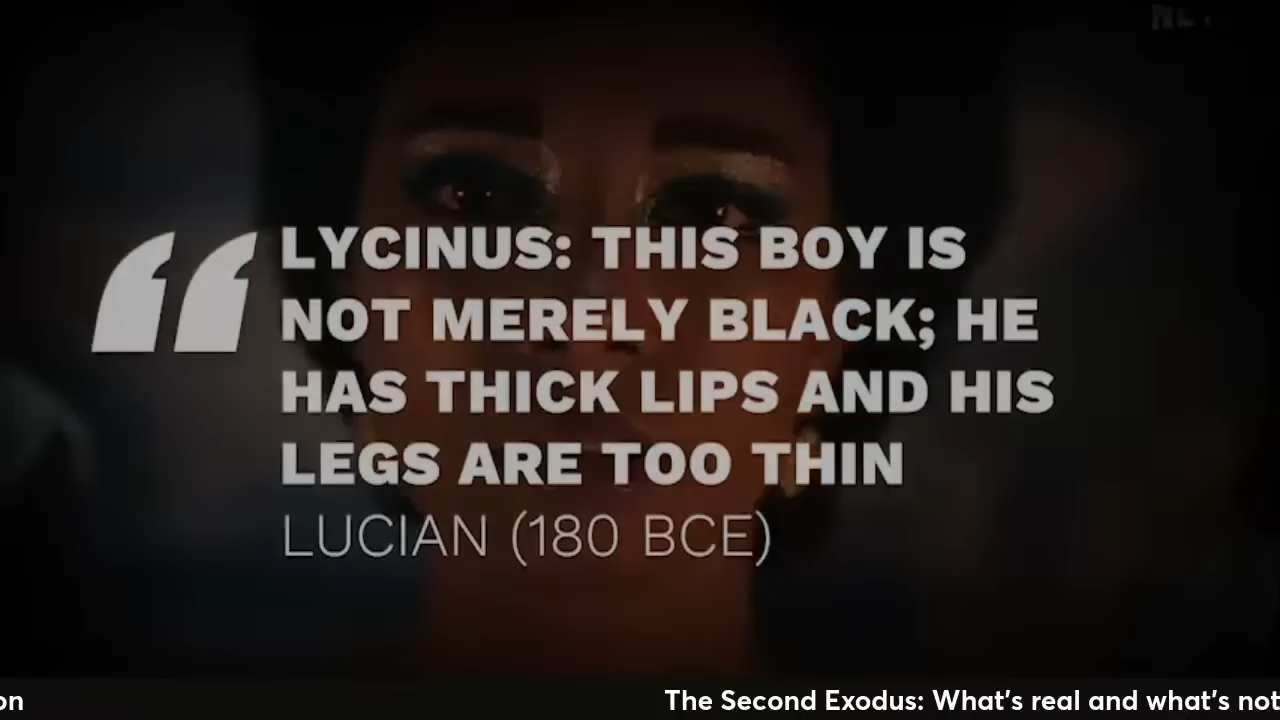 LYCINUS: THIS BOY IS
NOT MERELY BLACK; HE
HAS THICK LIPS AND HIS
LEGS ARE TOO THIN
LUCIAN (180 BCE)
on The Second Exodus: What's real and what's not